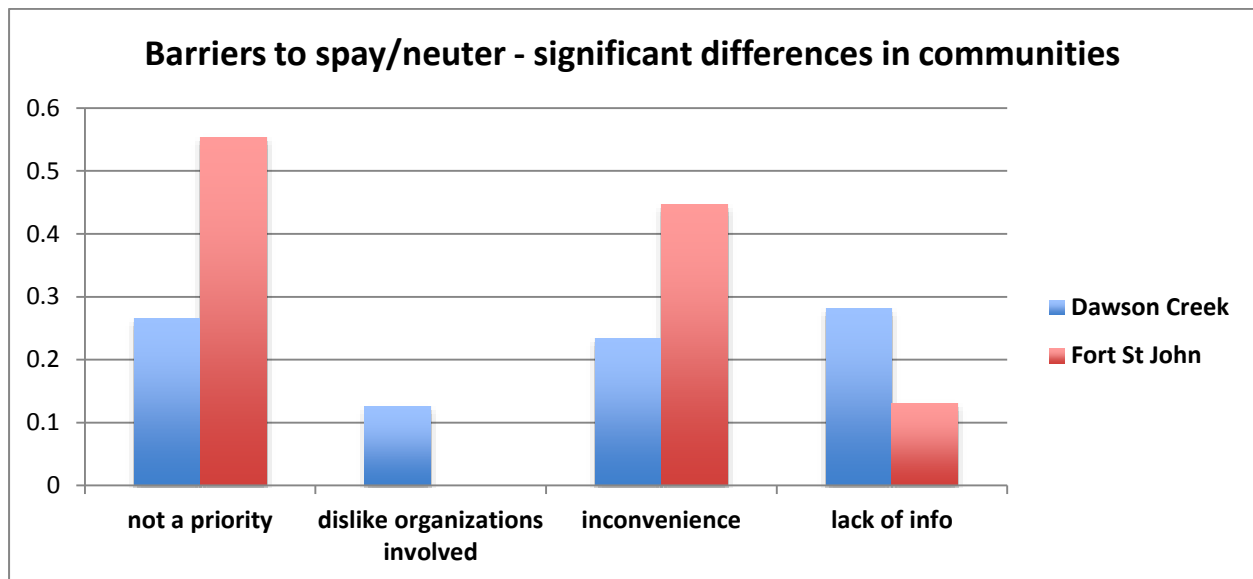 Barriers to spay/neuter - significant differences in communities
0.6
0.5
0.4
0.3
0.2
0.1
0
not a priority
dislike organizations
involved
inconvenience
lack of info
Dawson Creek
Fort St John